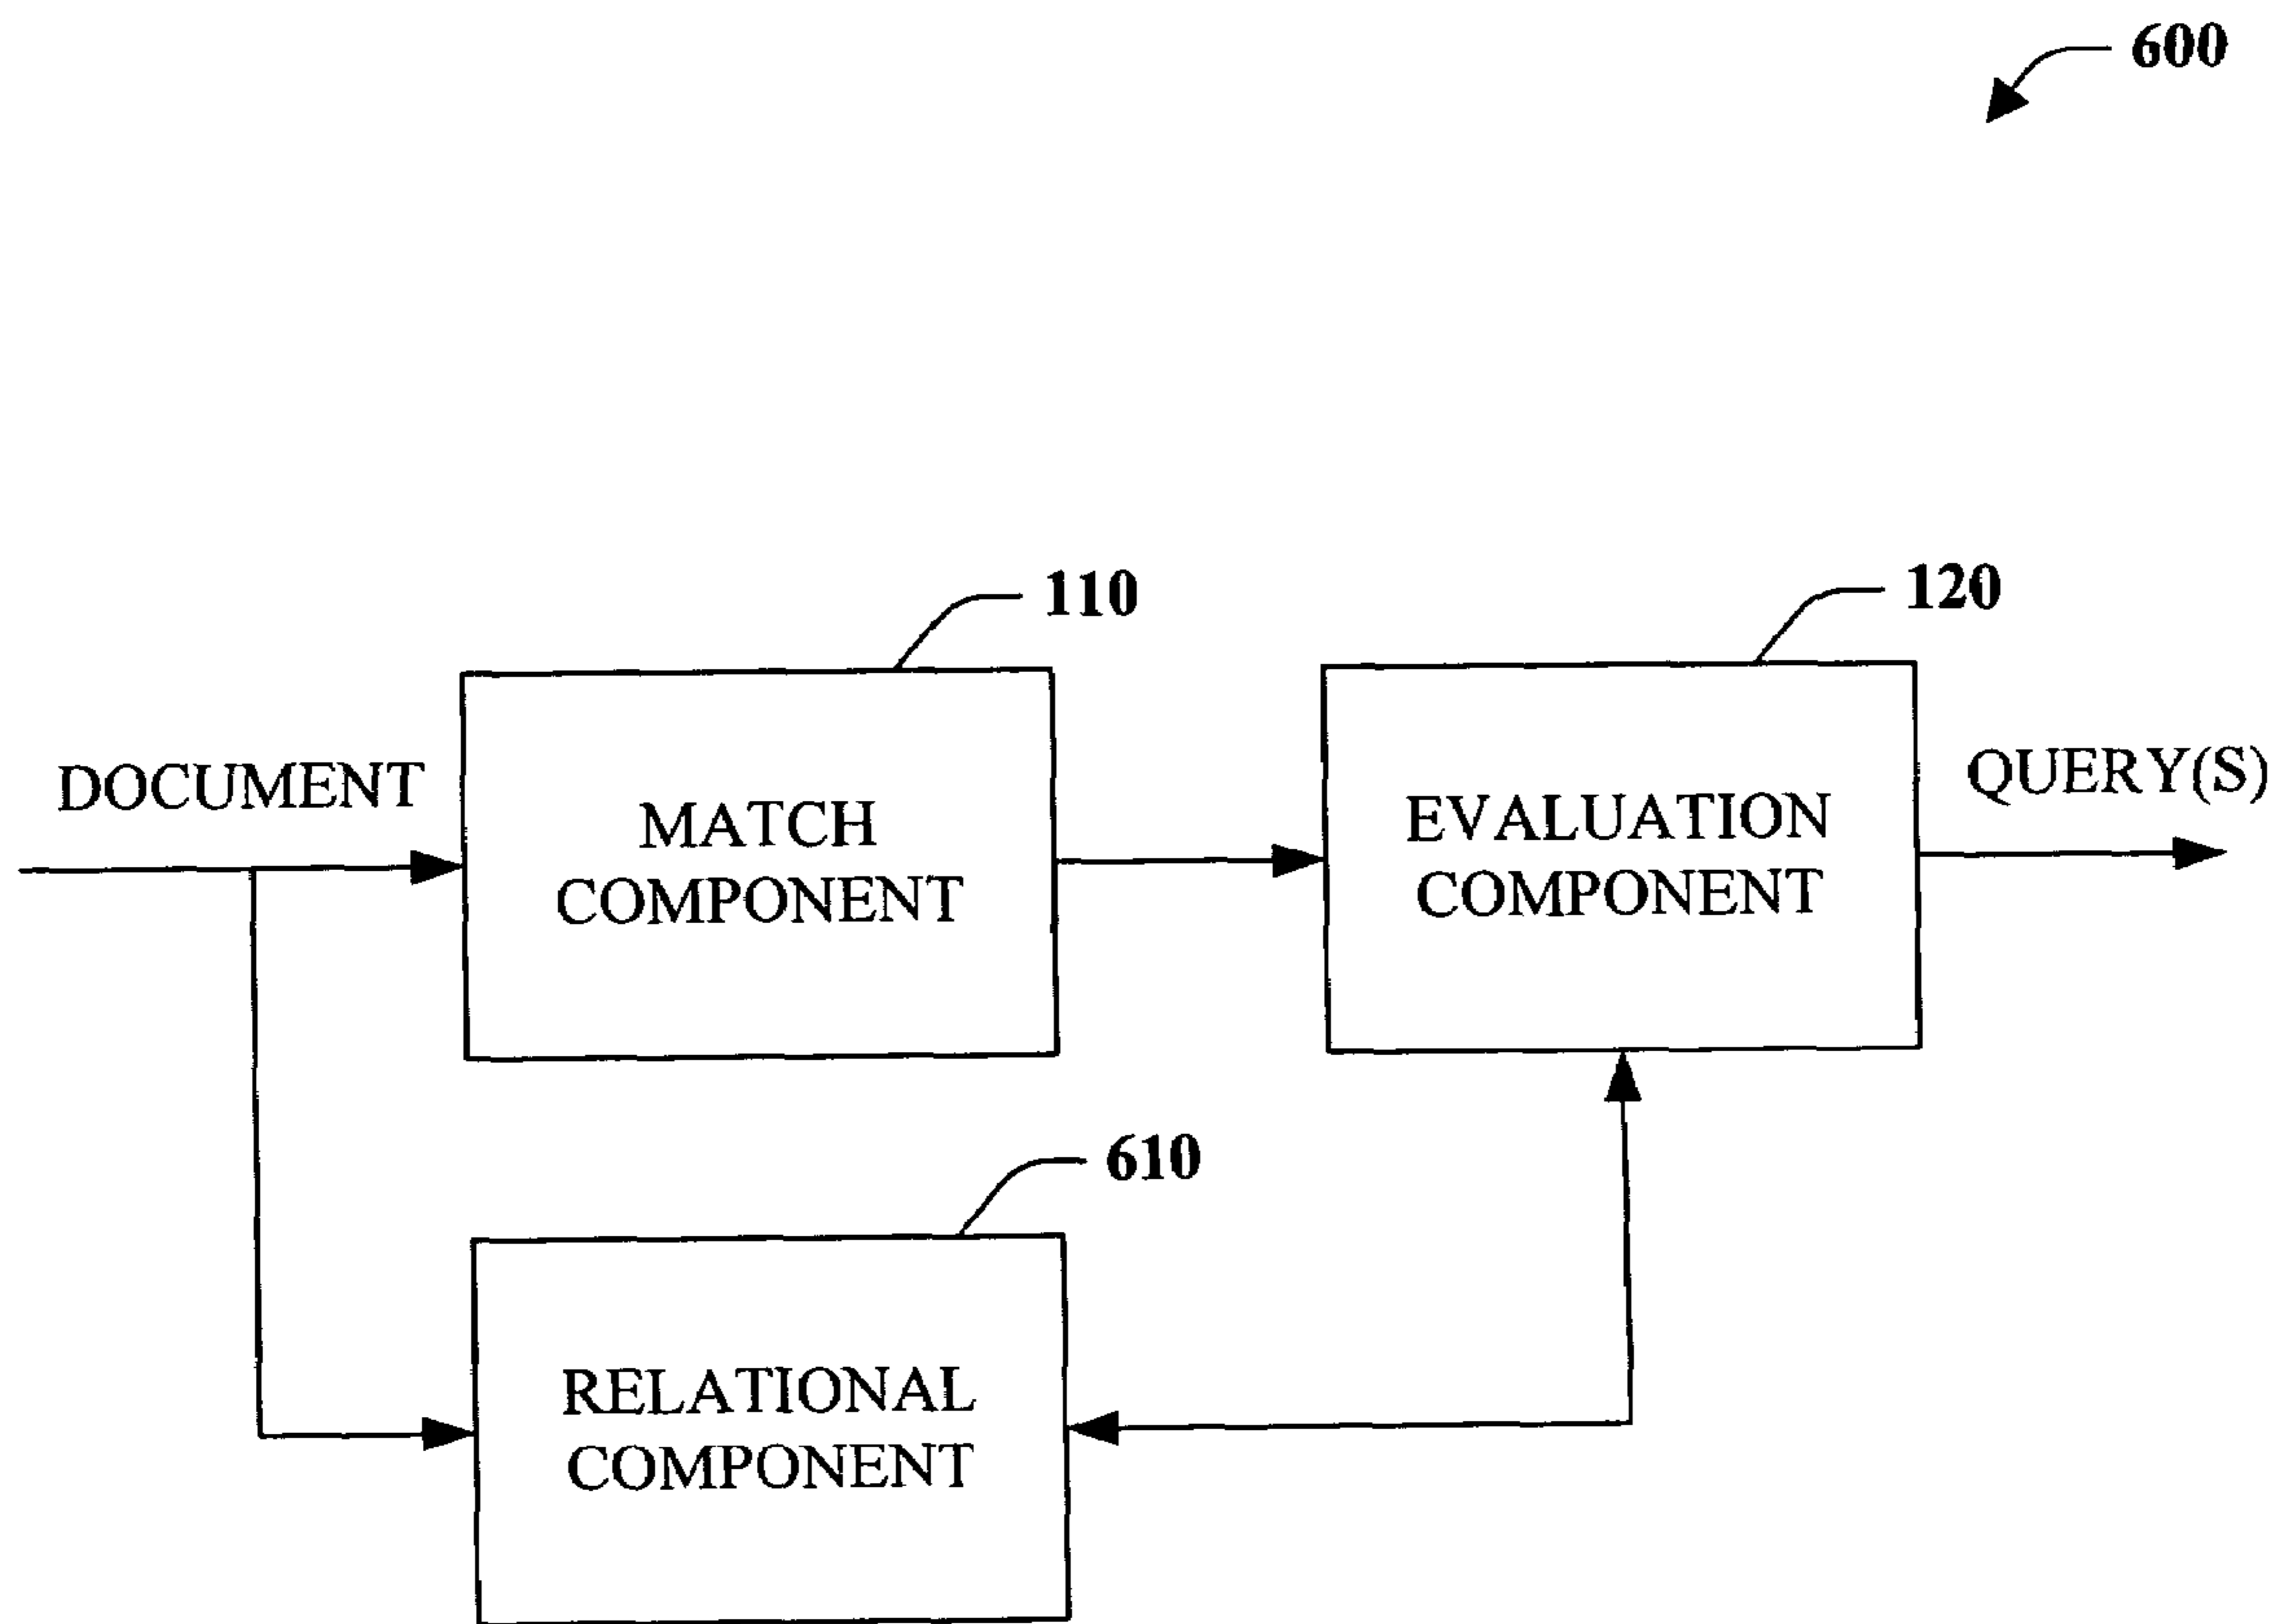 600
110
120
DOCUMENT
MATCH
COMPONENT
EVALUATION
COMPONENT
QUERY(S)
610
RELATIONAL
COMPONENT